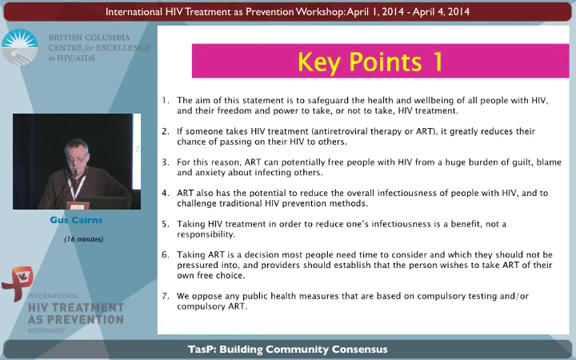 International HIV Treatment as Prevention Workshop: April 1, 2014 - April 4, 2014
BRITISH COLUMBIA
CENTRE for EXCELLENCE
in HIV/AIDS
Key Points 1
1. The aim of this statement is to safeguard the health and wellbeing of all people with HIV,
and their freedom and power to take, or not to take, HIV treatment.
2. If someone takes HIV treatment (antiretroviral therapy or ART), it greatly reduces their
chance of passing on their HIV to others.
3. For this reason, ART can potentially free people with HIV from a huge burden of guilt, blame
and anxiety about infecting others.
4. ART also has the potential to reduce the overall infectiousness of people with HIV, and to
challenge traditional HIV prevention methods.
5. Taking HIV treatment in order to reduce one's infectiousness is a benefit, not a
responsibility.
6. Taking ART is a decision most people need time to consider and which they should not be
pressured into, and providers should establish that the person wishes to take ART of their
own free choice.
7. We oppose any public health measures that are based on compulsory testing and/or
compulsory ART.
Gus Cairns
(16 minutes)
INTERNATIONAL
HIV TREATMENT
AS PREVENTION
WORKSHOP
TasP: Building Community Consensus